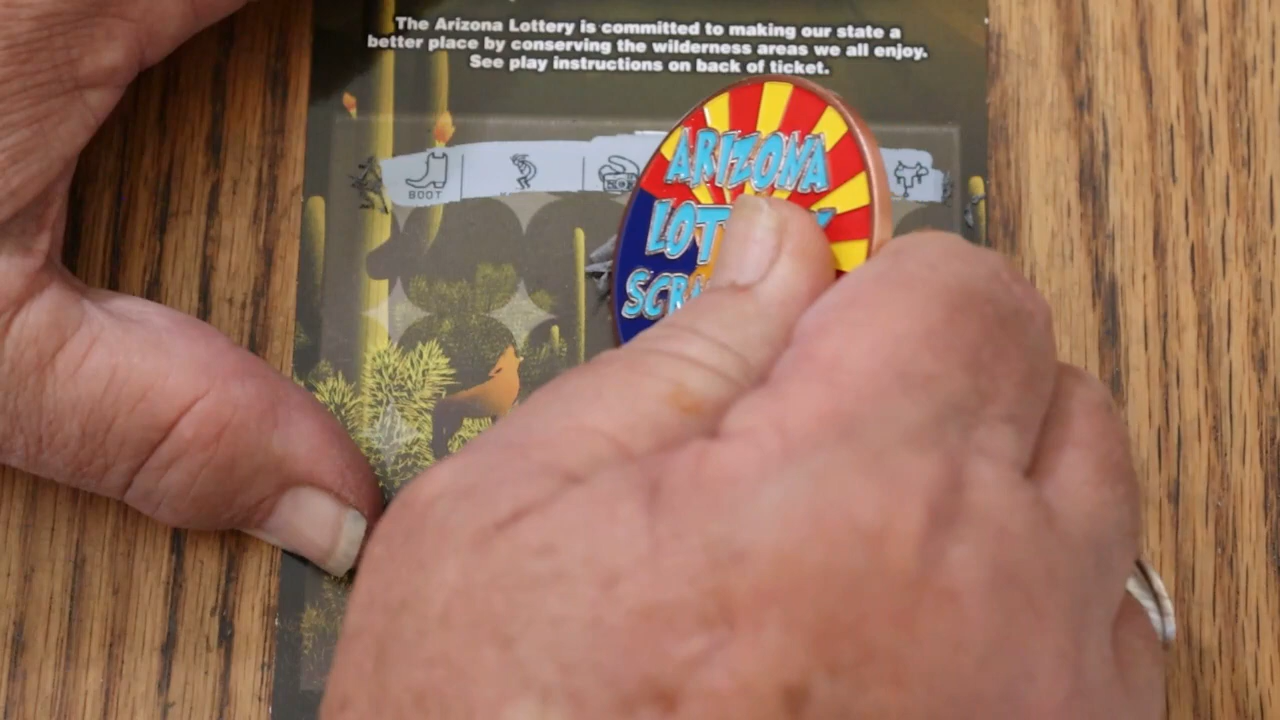 The Arizona Lottery is committed to making our state a
better place by conserving the wilderness areas we all enjoy.
See play instructions on back of ticket.
BOOT
ARIZONA